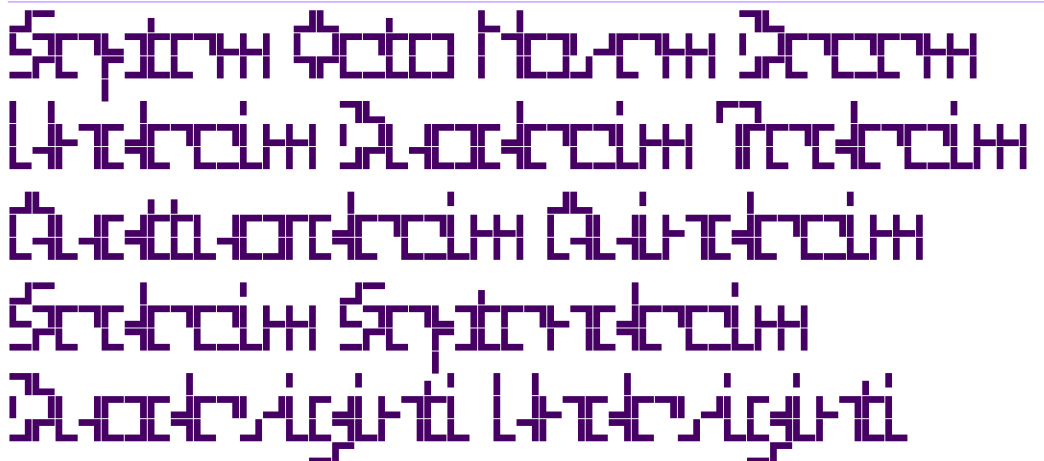 Septem Octo Novem Decem
Undecim Duodecim Tredecim
Quattuordecim Quindecim
Sedecim Septendecim
Duodeviginti Undeviginti